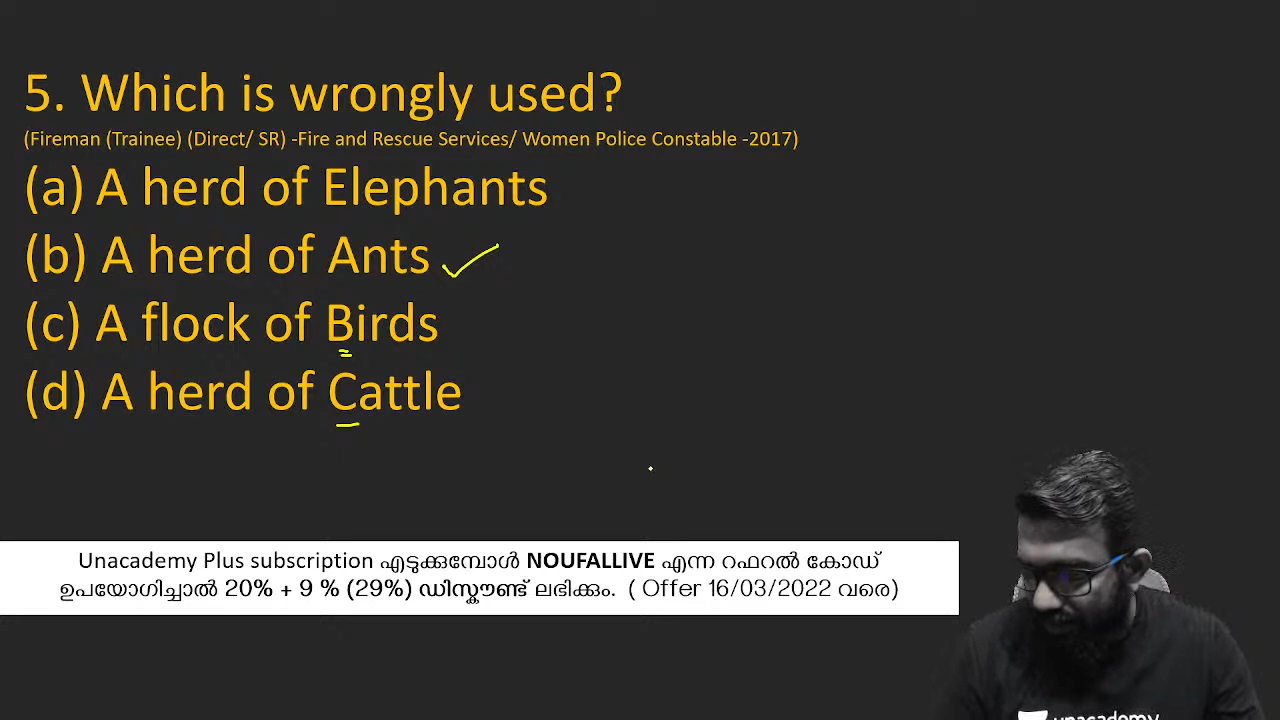 5. Which is wrongly used?
(Fireman (Trainee) (Direct/ SR) -Fire and Rescue Services/ Women Police Constable -2017)
(a) A herd of Elephants
(b) A herd of Ants
(c) A flock of Birds
(d) A herd of Cattle
Unacademy Plus subscription എടുക്കുമ്പോൾ NOUFALLIVE എന്ന റഫറൽ കോഡ്
ഉപയോഗിച്ചാൽ 20% + 9 % (29%) ഡിസ്കൗണ്ട് ലഭിക്കും. ( Offer 16/03/2022 വരെ)
unacademy